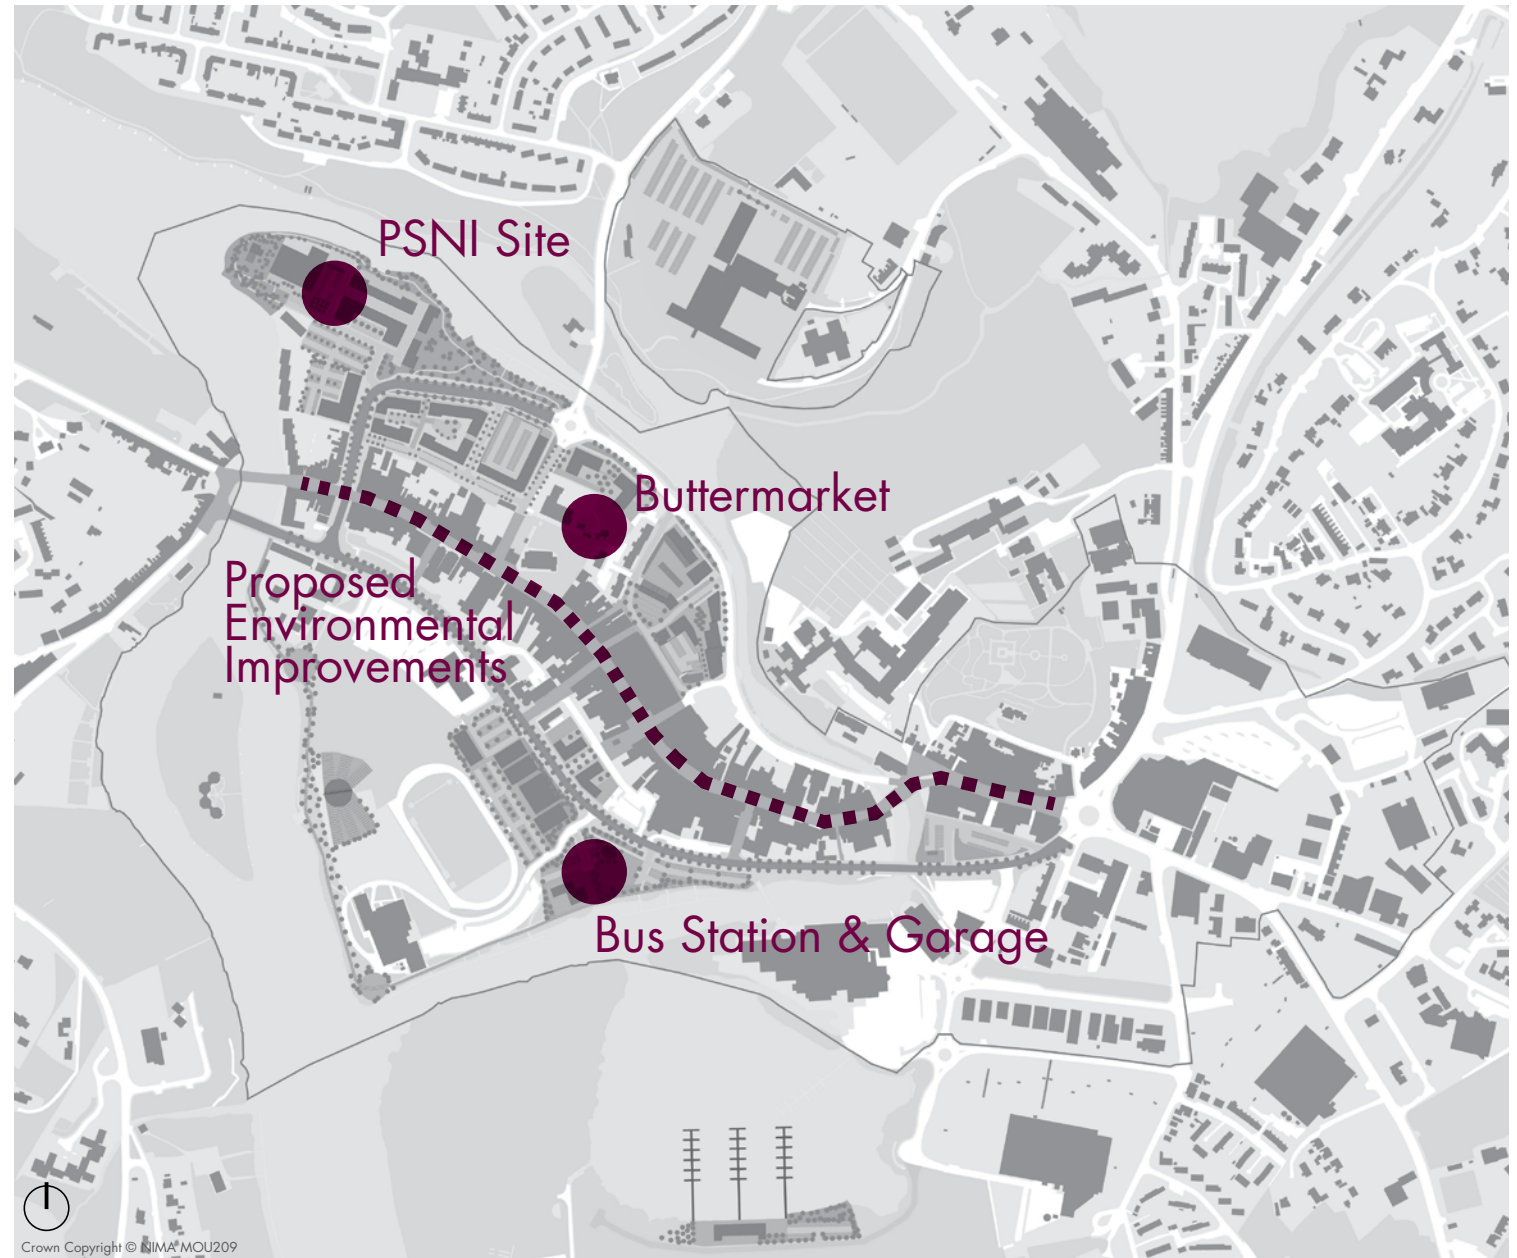 PSNI Site
Buttermarket
Proposed
Environmental
Improvements
Bus Station & Garage
Crown Copyright © NIMA MOU209